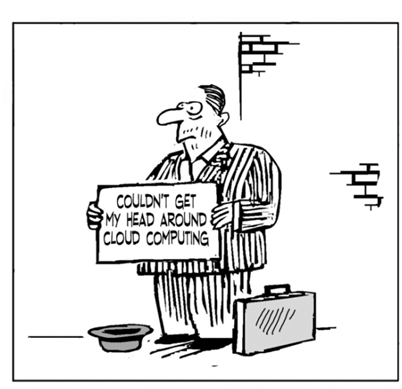 COULDN'T GET
MY HEAD AROUND
CLOUD COMPUTING